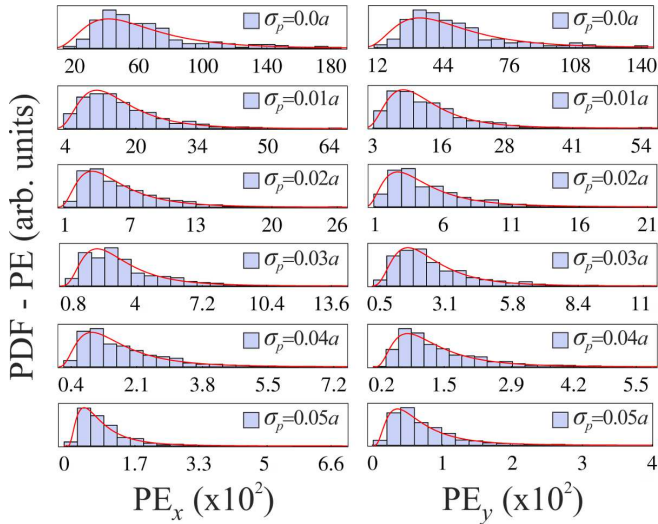 σp=0.0a
20 60 100 140 180
σp=0.0a
12 44 76 108 140
σp=0.01a
4 20 34 50 64
σp=0.01a
3 16 28 41 54
σp=0.02a
1 7 13 20 26
σp=0.02a
1 6 11 16 21
σp=0.03a
0.8 4 7.2 10.4 13.6
σp=0.03a
0.5 3.1 5.8 8.4 11
σp=0.04a
0.4 2.1 3.8 5.5 7.2
σp=0.04a
0.2 1.5 2.9 4.2 5.5
σp=0.05a
0 1.7 3.3 5 6.6
σp=0.05a
0 1 2 3 4
PDF - PE (arb. units)
PEx (x10²)
PEy (x10²)